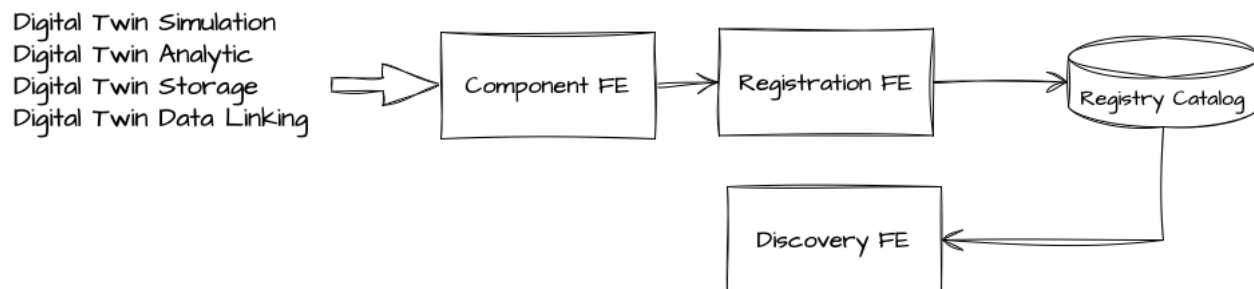 Digital Twin Simulation
Digital Twin Analytic
Digital Twin Storage
Digital Twin Data Linking
Component FE
Registration FE
Registry Catalog
Discovery FE